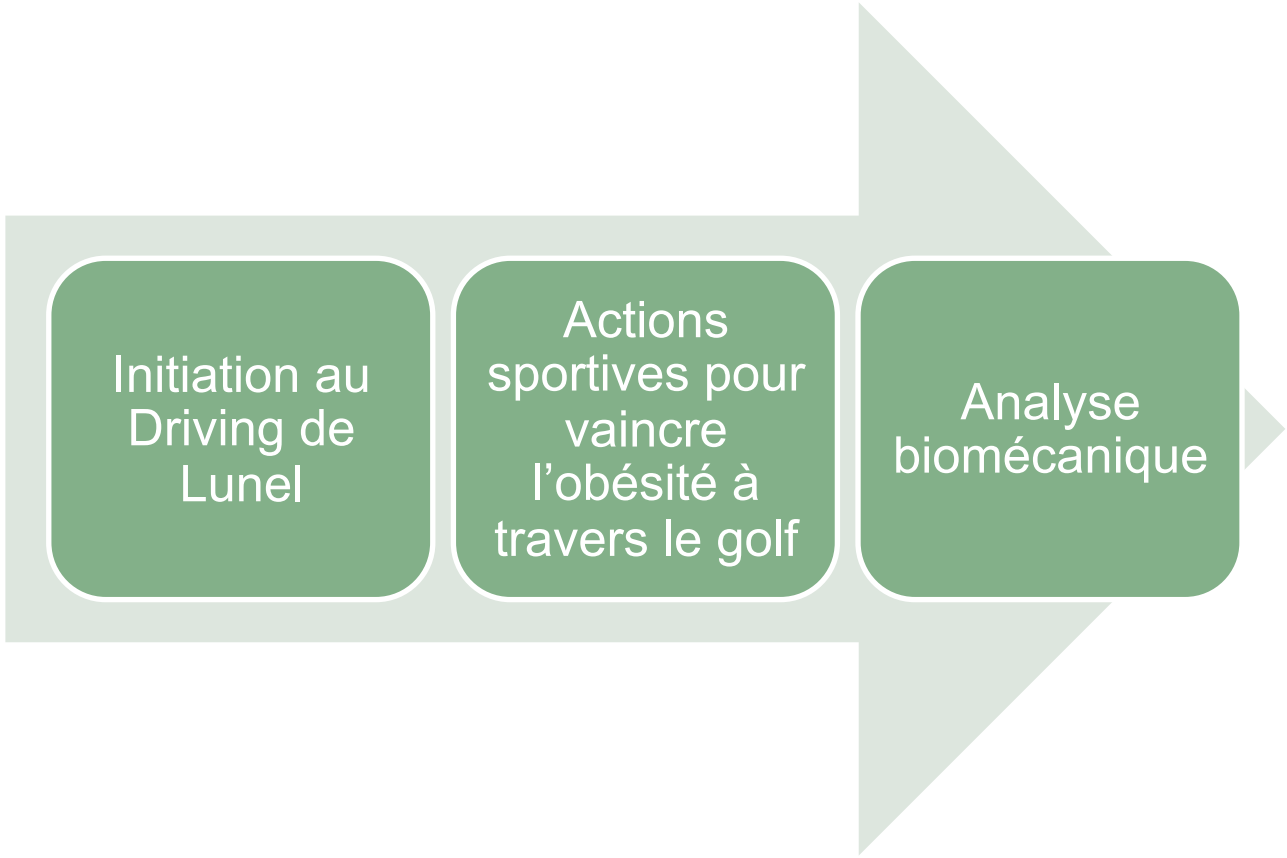 Initiation au
Driving de
Lunel
Actions
sportives pour
vaincre
l’obésité à
travers le golf
Analyse
biomécanique